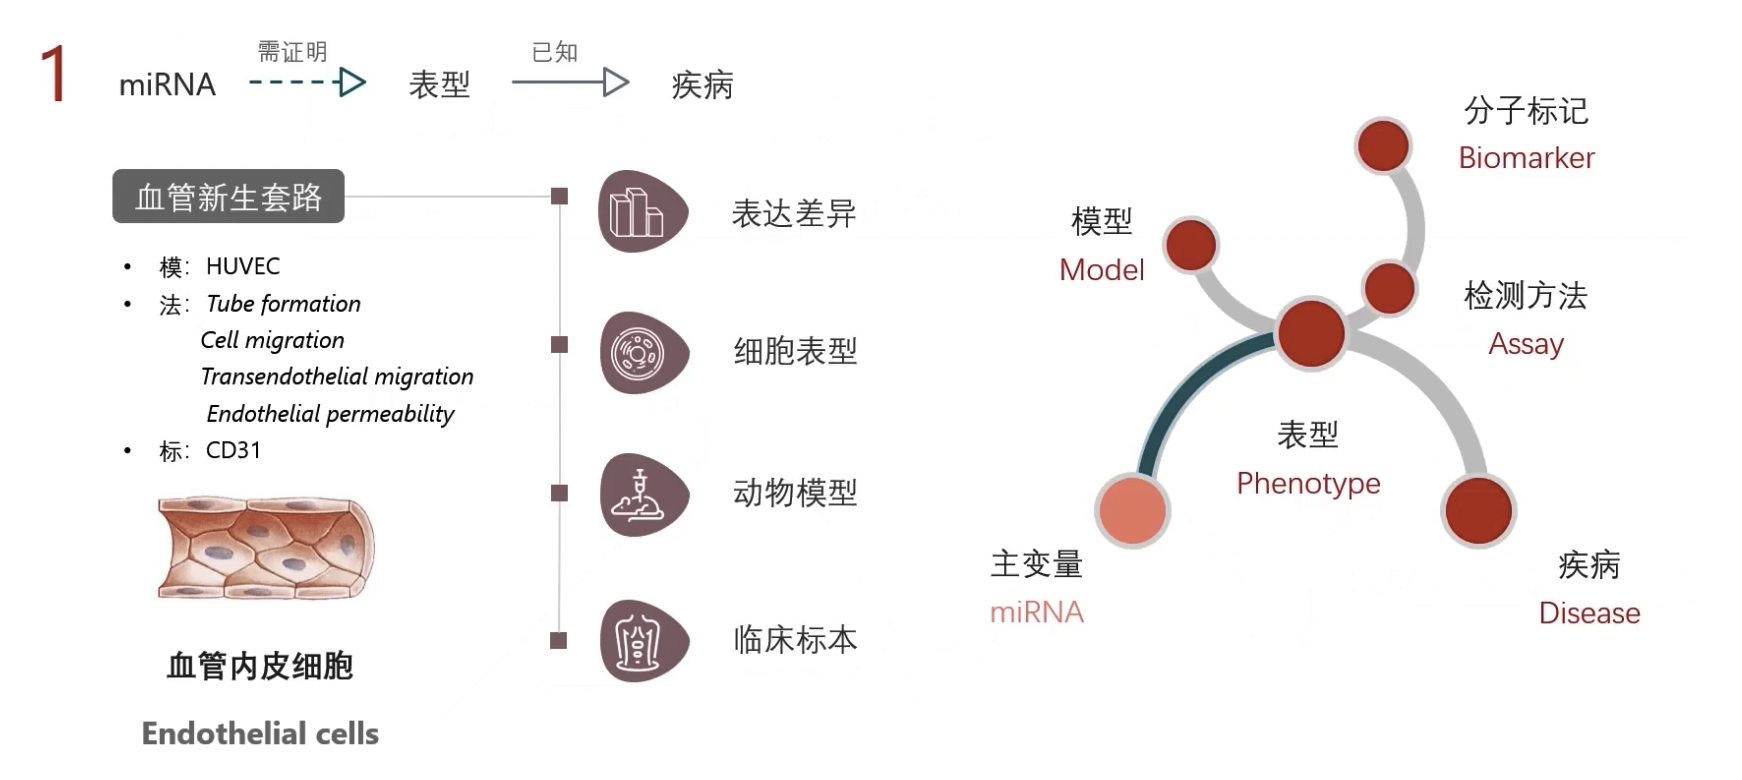 1
miRNA 需证明 表型 已知 疾病
血管新生套路
• 模：HUVEC
• 法：Tube formation
Cell migration
Transendothelial migration
Endothelial permeability
• 标：CD31
血管内皮细胞
Endothelial cells
表达差异
细胞表型
动物模型
临床标本
分子标记
Biomarker
模型
Model
检测方法
Assay
表型
Phenotype
主变量
miRNA
疾病
Disease